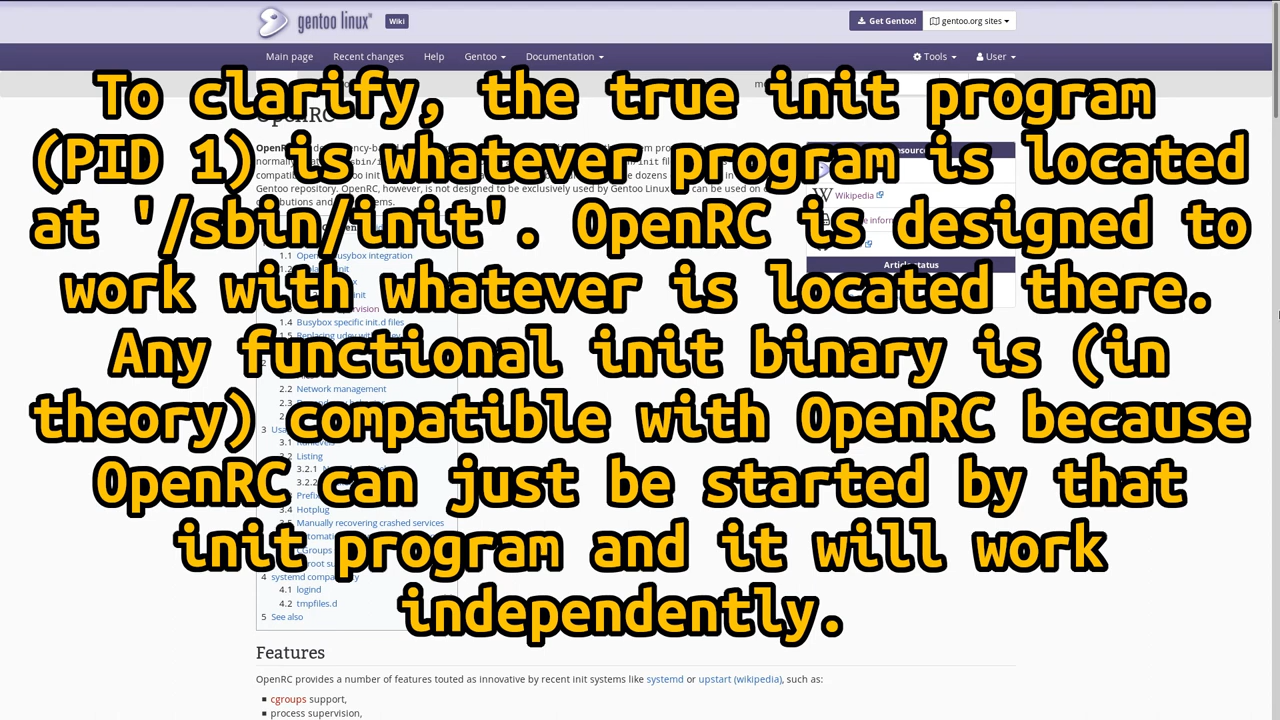 gentoo linux Wiki Get Gentoo! gentoo.org sites
Main page Recent changes Help Gentoo Documentation Tools User
To clarify, the true init program
(PID 1) is whatever program is located
at '/sbin/init'. OpenRC is designed to
work with whatever is located there.
Any functional init binary is (in
theory) compatible with OpenRC because
OpenRC can just be started by that
init program and it will work
independently.
OpenRC
Wikipedia
Article status
1.1
busybox integration
1.4 Busybox specific init.d files
1.5
2.2 Network management
3
3.1
3.2 Listing
3.2.1
3.4 Hotplug
Manually recovering crashed services
4 systemd
4.1 logind
4.2 tmpfiles.d
5 See also
Features
OpenRC provides a number of features touted as innovative by recent init systems like systemd or upstart (wikipedia), such as:
cgroups support,
process supervision,